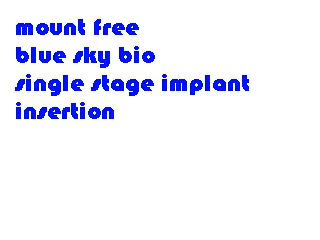 mount free
blue sky bio
single stage implant
insertion